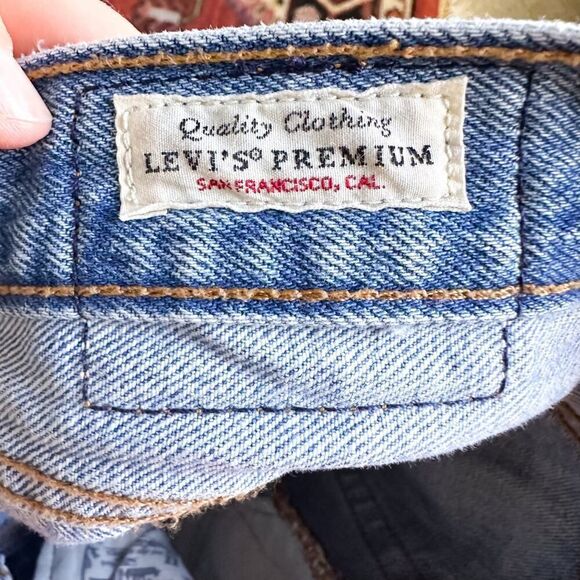 Quality Clothing
LEVI'S® PREMIUM
SAN FRANCISCO, CAL.